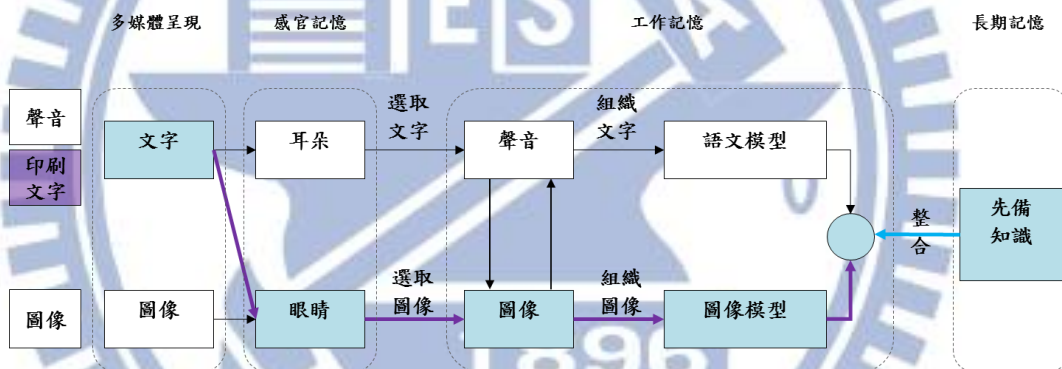 多媒體呈現 感官記憶 工作記憶 長期記憶
聲音
印刷
文字
圖像
文字
圖像
耳朵
眼睛
選取
文字
選取
圖像
聲音
圖像
組織
文字
組織
圖像
語文模型
圖像模型
整
合
先備
知識
E S A
1896